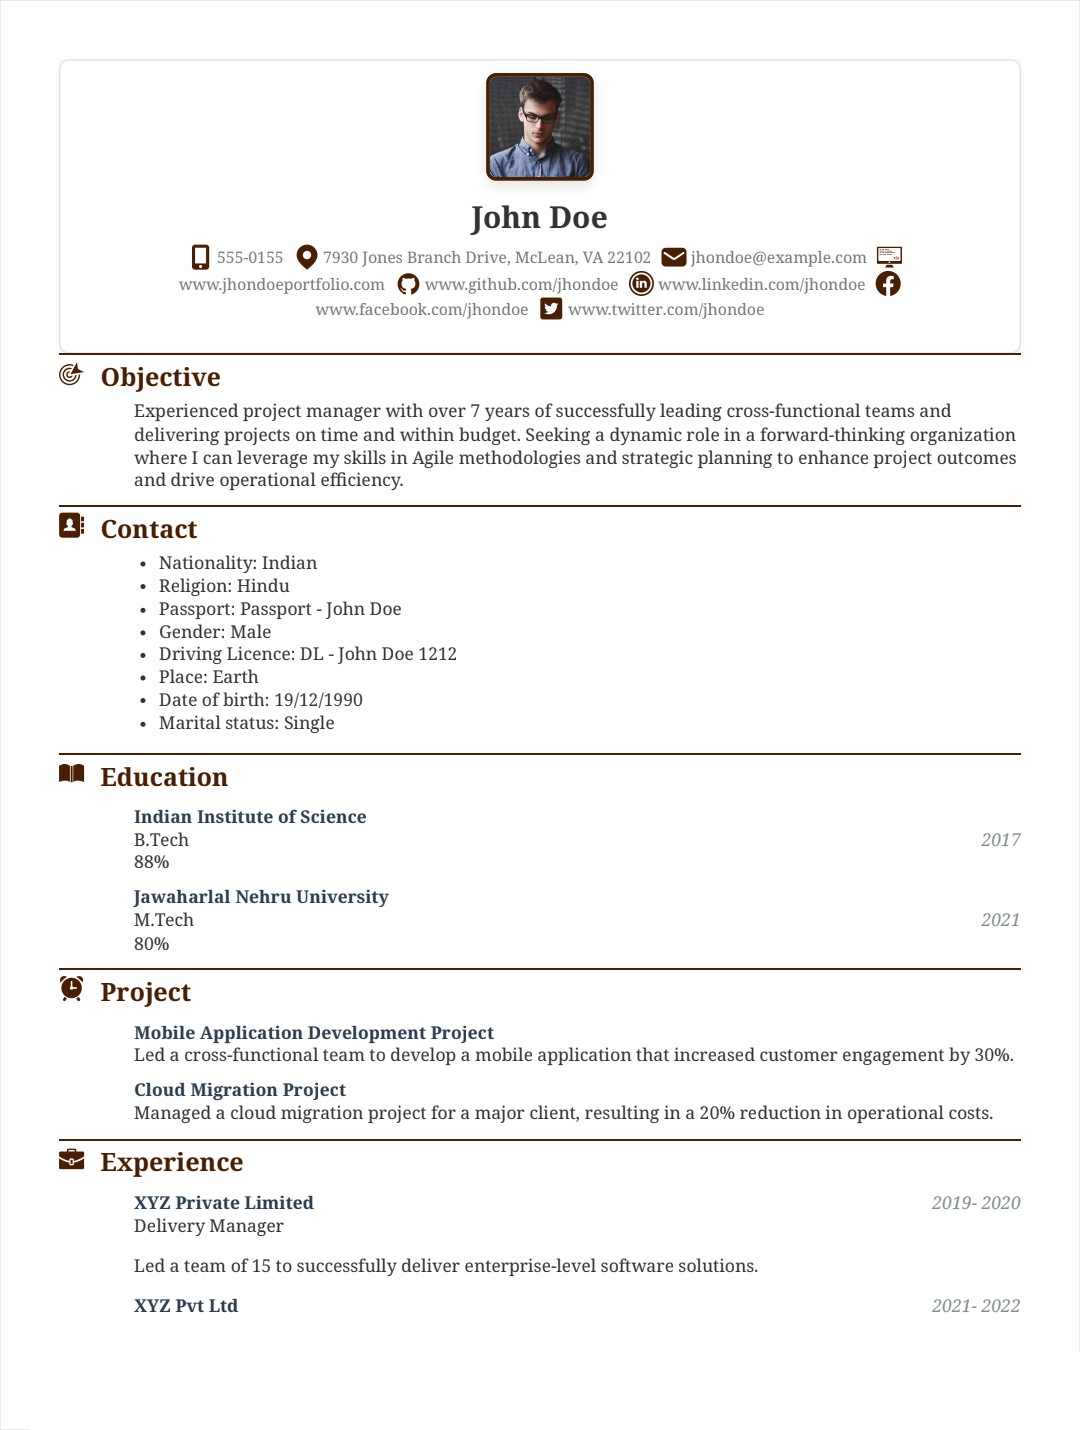 John Doe
555-0155 7930 Jones Branch Drive, McLean, VA 22102 jhondoe@example.com
www.jhondoeportfolio.com www.github.com/jhondoe www.linkedin.com/jhondoe
www.facebook.com/jhondoe www.twitter.com/jhondoe
Objective
Experienced project manager with over 7 years of successfully leading cross-functional teams and
delivering projects on time and within budget. Seeking a dynamic role in a forward-thinking organization
where I can leverage my skills in Agile methodologies and strategic planning to enhance project outcomes
and drive operational efficiency.
Contact
• Nationality: Indian
• Religion: Hindu
• Passport: Passport - John Doe
• Gender: Male
• Driving Licence: DL - John Doe 1212
• Place: Earth
• Date of birth: 19/12/1990
• Marital status: Single
Education
Indian Institute of Science
B.Tech 2017
88%
Jawaharlal Nehru University
M.Tech 2021
80%
Project
Mobile Application Development Project
Led a cross-functional team to develop a mobile application that increased customer engagement by 30%.
Cloud Migration Project
Managed a cloud migration project for a major client, resulting in a 20% reduction in operational costs.
Experience
XYZ Private Limited 2019- 2020
Delivery Manager
Led a team of 15 to successfully deliver enterprise-level software solutions.
XYZ Pvt Ltd 2021- 2022